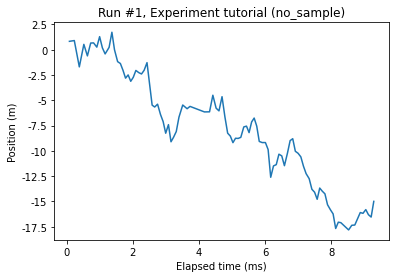 Run #1, Experiment tutorial (no_sample)
2.5
0
-2.5
-5
-7.5
-10
-12.5
-15
-17.5
Position (m)
0 2 4 6 8
Elapsed time (ms)